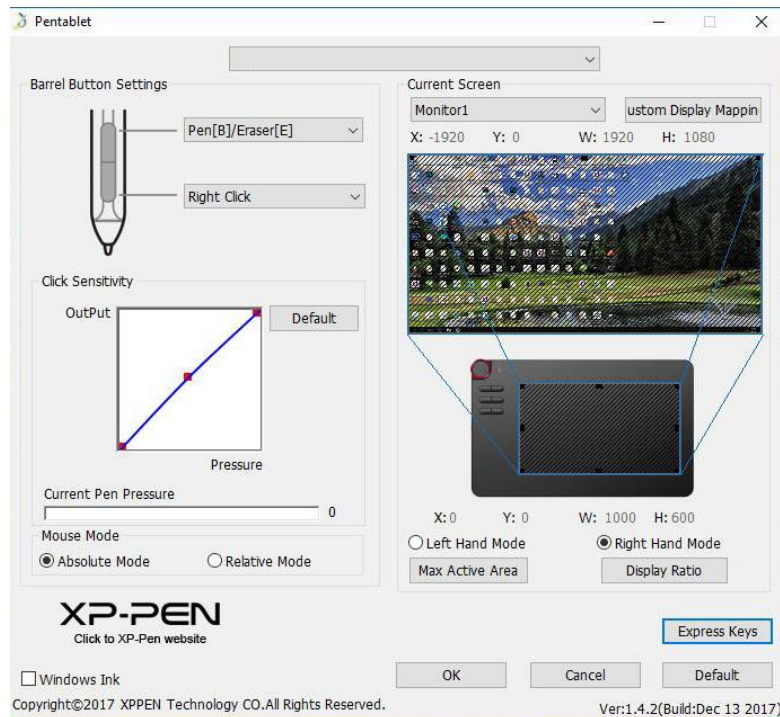 Pentablet
Barrel Button Settings
Pen[B]/Eraser[E]
Right Click
Click Sensitivity
OutPut
Default
Pressure
Current Pen Pressure
0
Mouse Mode
Absolute Mode
Relative Mode
XP-PEN
Click to XP-Pen website
Windows Ink
Copyright©2017 XPPEN Technology CO.All Rights Reserved.
Current Screen
Monitor1
ustom Display Mappin
X: -1920 Y: 0 W: 1920 H: 1080
X: 0 Y: 0 W: 1000 H: 600
Left Hand Mode
Right Hand Mode
Max Active Area
Display Ratio
Express Keys
OK
Cancel
Default
Ver:1.4.2(Build:Dec 13 2017)